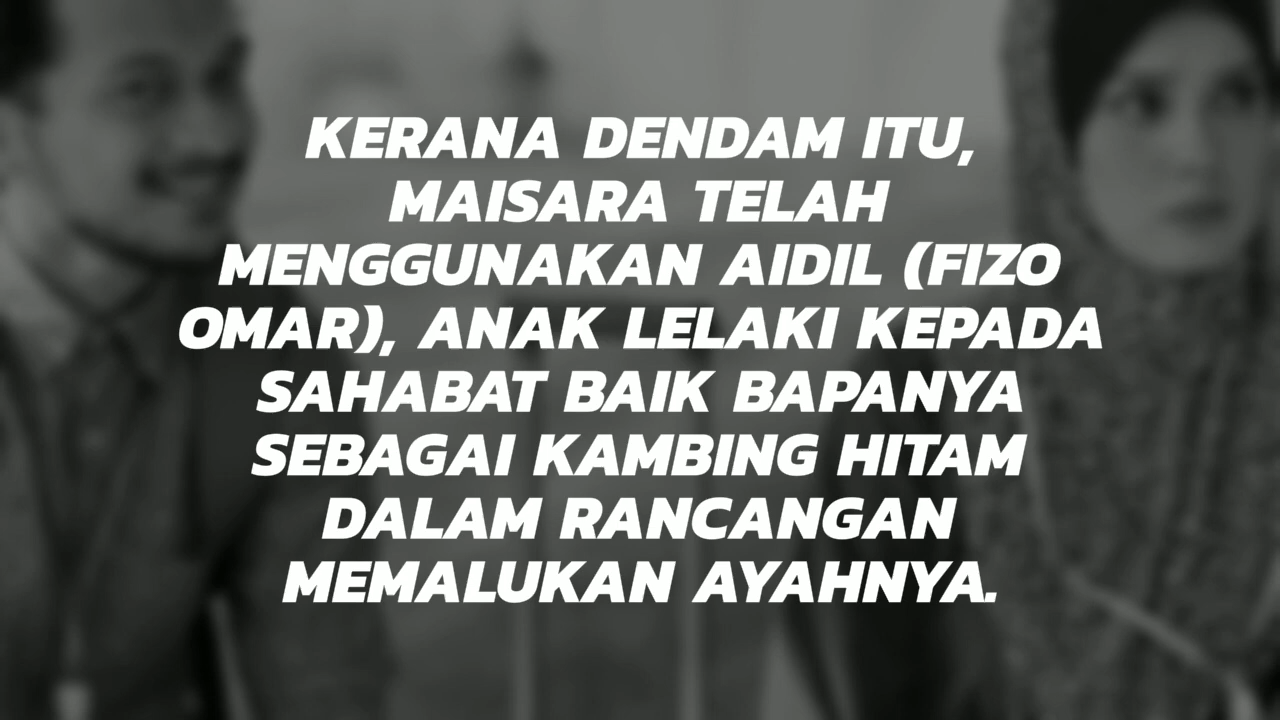 KERANA DENDAM ITU,
MAISARA TELAH
MENGGUNAKAN AIDIL (FIZO
OMAR), ANAK LELAKI KEPADA
SAHABAT BAIK BAPANYA
SEBAGAI KAMBING HITAM
DALAM RANCANGAN
MEMALUKAN AYAHNYA.